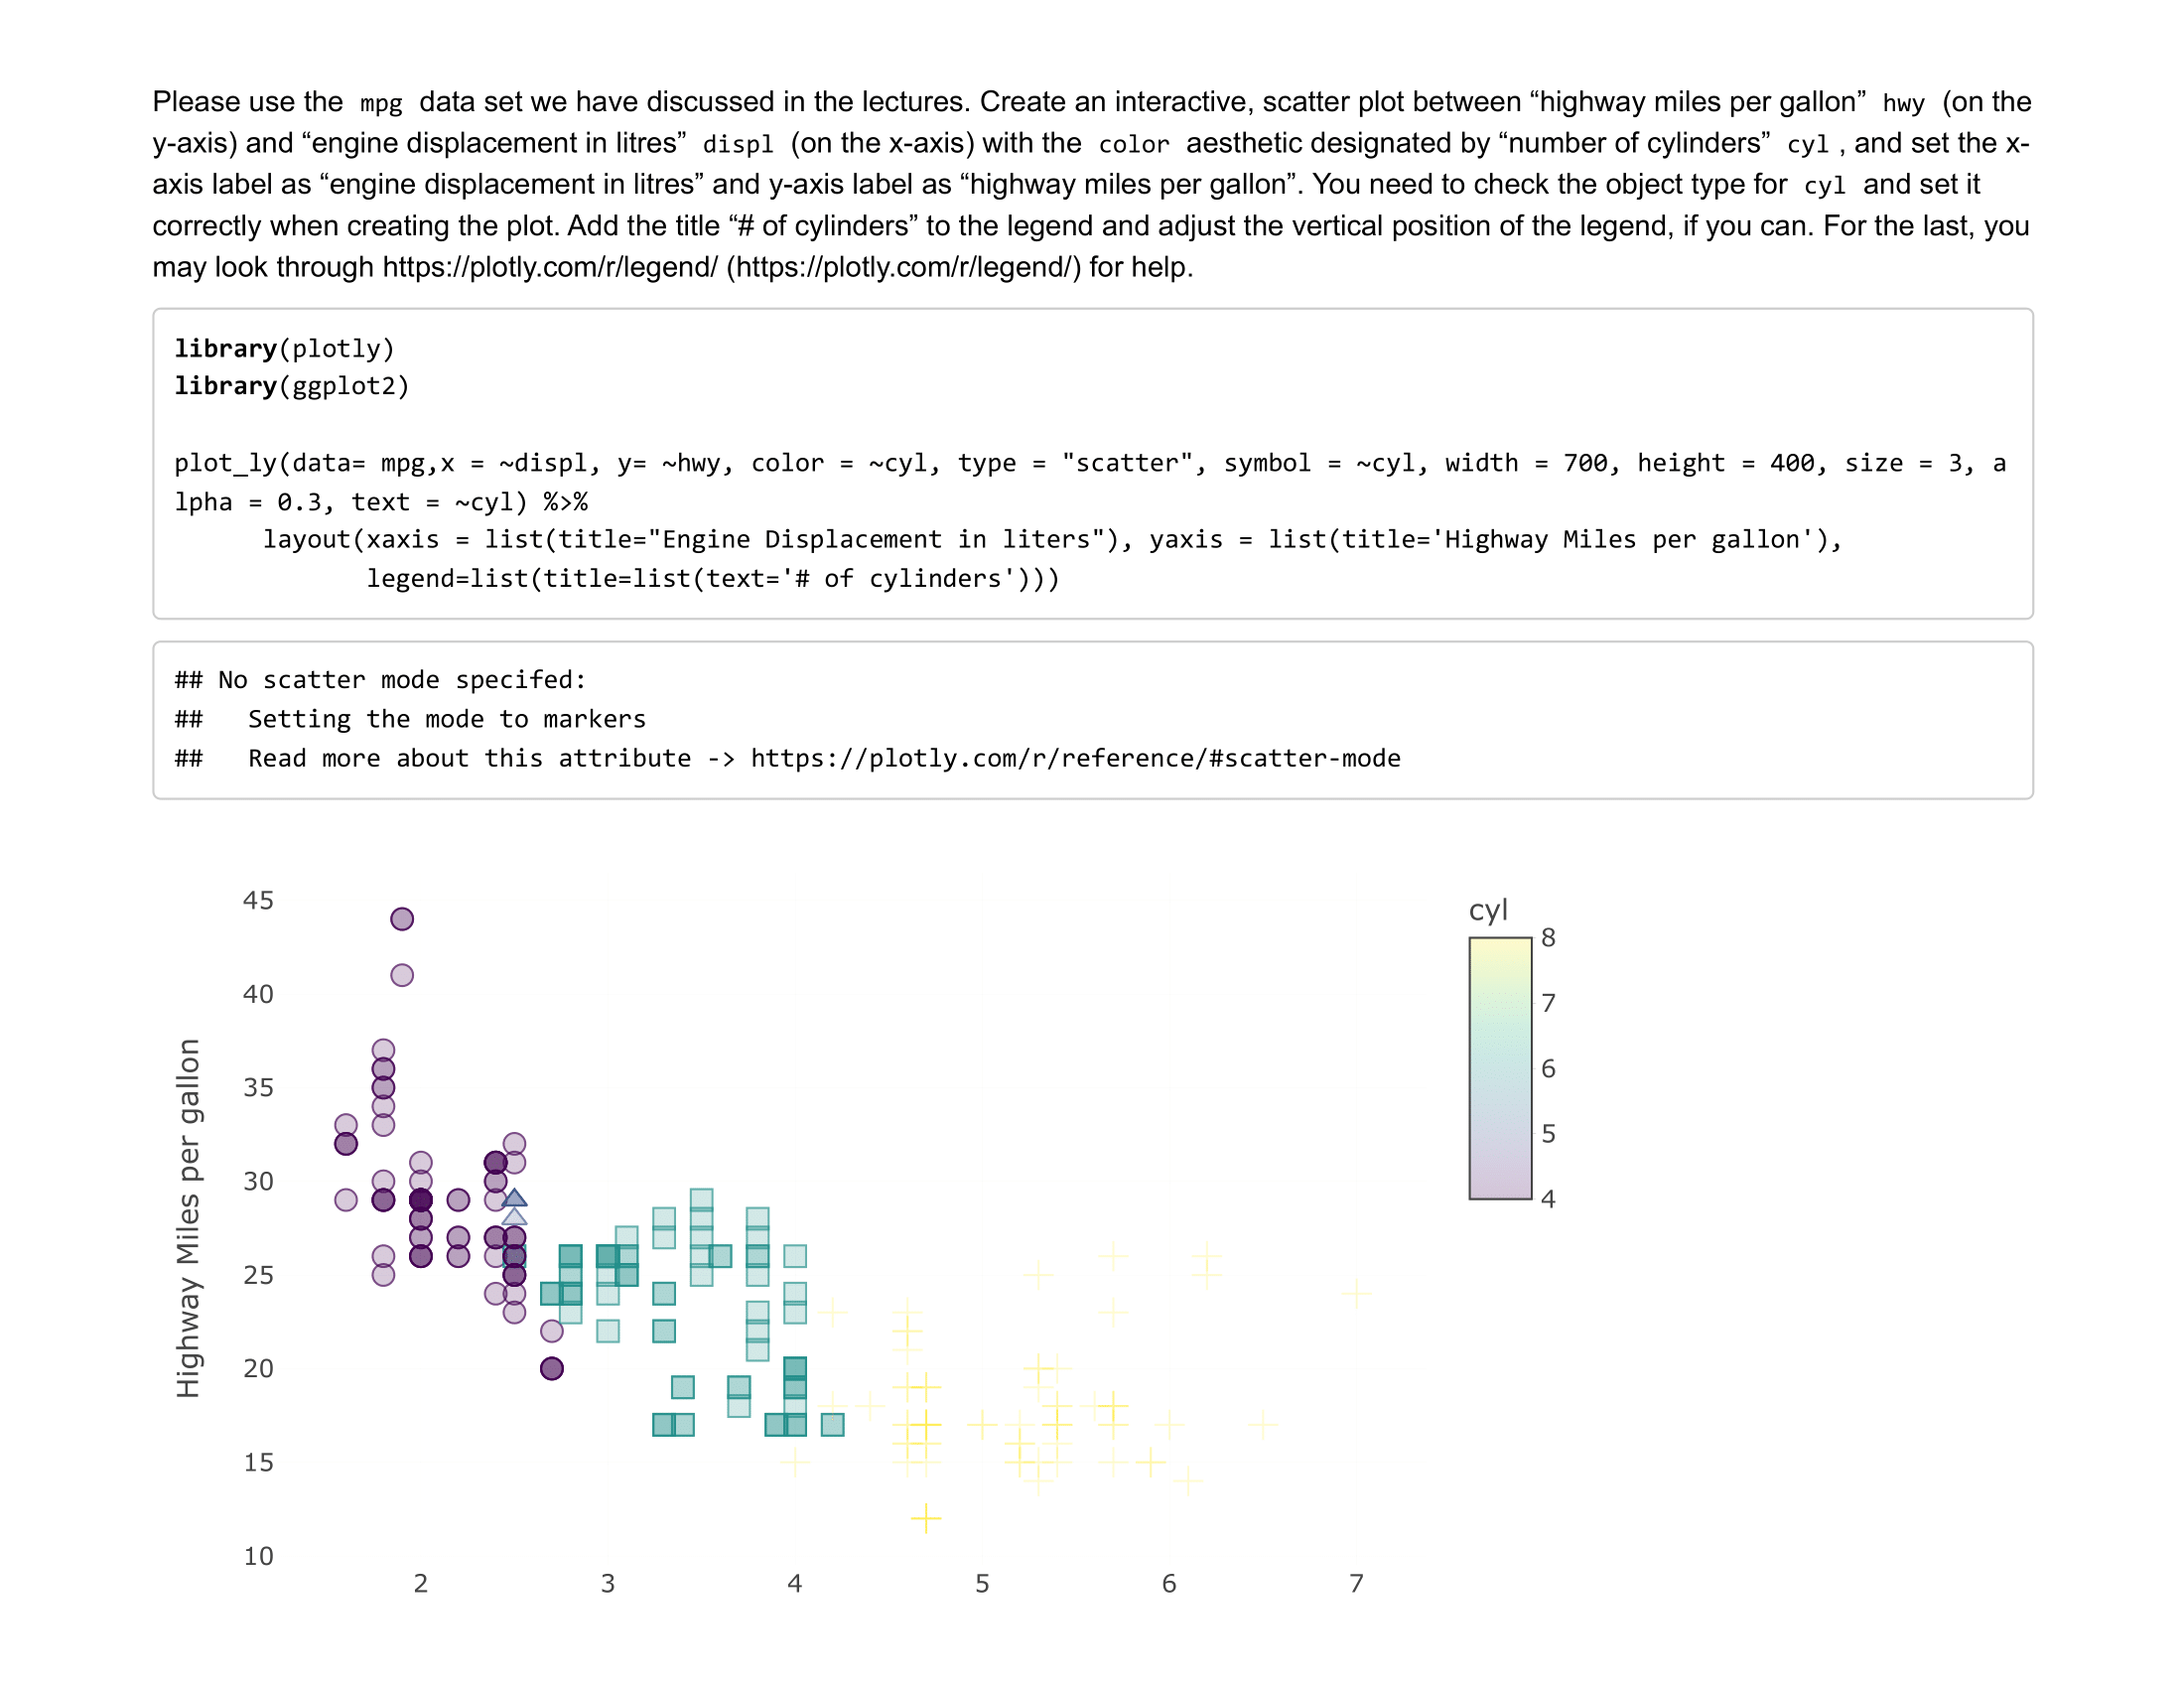 Please use the mpg data set we have discussed in the lectures. Create an interactive, scatter plot between “highway miles per gallon” hwy (on the
y-axis) and “engine displacement in litres” displ (on the x-axis) with the color aesthetic designated by “number of cylinders” cyl , and set the x-
axis label as “engine displacement in litres” and y-axis label as “highway miles per gallon”. You need to check the object type for cyl and set it
correctly when creating the plot. Add the title “# of cylinders” to the legend and adjust the vertical position of the legend, if you can. For the last, you
may look through https://plotly.com/r/legend/ (https://plotly.com/r/legend/) for help.
library(plotly)
library(ggplot2)
plot_ly(data= mpg,x = ~displ, y= ~hwy, color = ~cyl, type = "scatter", symbol = ~cyl, width = 700, height = 400, size = 3, a
lpha = 0.3, text = ~cyl) %>%
layout(xaxis = list(title="Engine Displacement in liters"), yaxis = list(title='Highway Miles per gallon'),
legend=list(title=list(text='# of cylinders')))
## No scatter mode specifed:
##   Setting the mode to markers
##   Read more about this attribute -> https://plotly.com/r/reference/#scatter-mode
Highway Miles per gallon
45
40
35
30
25
20
15
10
2 3 4 5 6 7
cyl
8
7
6
5
4